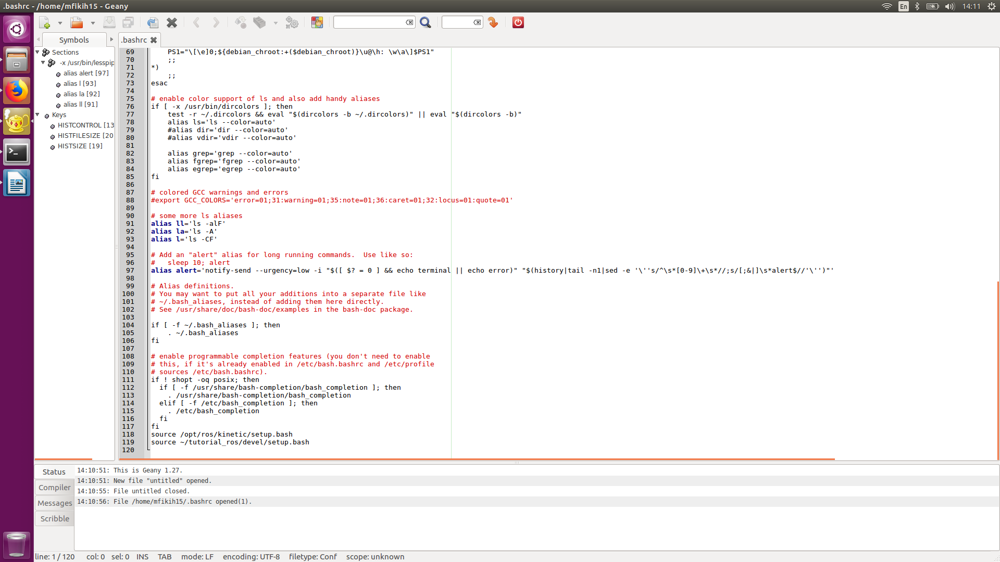 .bashrc - /home/mfikih15 - Geany
En
14:11
Symbols
.bashrc
Sections
-x /usr/bin/lesspip
alias alert [97]
alias l [93]
alias la [92]
alias ll [91]
Keys
HISTCONTROL [13
HISTFILESIZE [20
HISTSIZE [19]
69     PS1="\[\e]0;${debian_chroot:+($debian_chroot)}\u@\h: \w\a\]$PS1"
70     ;;
71 *)
72     ;;
73 esac
74
75 # enable color support of ls and also add handy aliases
76 if [ -x /usr/bin/dircolors ]; then
77     test -r ~/.dircolors && eval "$(dircolors -b ~/.dircolors)" || eval "$(dircolors -b)"
78     alias ls='ls --color=auto'
79     #alias dir='dir --color=auto'
80     #alias vdir='vdir --color=auto'
81
82     alias grep='grep --color=auto'
83     alias fgrep='fgrep --color=auto'
84     alias egrep='egrep --color=auto'
85 fi
86
87 # colored GCC warnings and errors
88 #export GCC_COLORS='error=01;31:warning=01;35:note=01;36:caret=01;32:locus=01:quote=01'
89
90 # some more ls aliases
91 alias ll='ls -alF'
92 alias la='ls -A'
93 alias l='ls -CF'
94
95 # Add an "alert" alias for long running commands.  Use like so:
96 #   sleep 10; alert
97 alias alert='notify-send --urgency=low -i "$([ $? = 0 ] && echo terminal || echo error)" "$(history|tail -n1|sed -e '\''s/^\s*[0-9]\+\s*//;s/[;&|]\s*alert$//'\'')"'
98
99 # Alias definitions.
100 # You may want to put all your additions into a separate file like
101 # ~/.bash_aliases, instead of adding them here directly.
102 # See /usr/share/doc/bash-doc/examples in the bash-doc package.
103
104 if [ -f ~/.bash_aliases ]; then
105     . ~/.bash_aliases
106 fi
107
108 # enable programmable completion features (you don't need to enable
109 # this, if it's already enabled in /etc/bash.bashrc and /etc/profile
110 # sources /etc/bash.bashrc).
111 if ! shopt -oq posix; then
112   if [ -f /usr/share/bash-completion/bash_completion ]; then
113     . /usr/share/bash-completion/bash_completion
114   elif [ -f /etc/bash_completion ]; then
115     . /etc/bash_completion
116   fi
117 fi
118 source /opt/ros/kinetic/setup.bash
119 source ~/tutorial_ros/devel/setup.bash
120
Status
Compiler
Messages
Scribble
14:10:51: This is Geany 1.27.
14:10:51: New file "untitled" opened.
14:10:55: File untitled closed.
14:10:56: File /home/mfikih15/.bashrc opened(1).
line: 1 / 120 col: 0 sel: 0 INS TAB mode: LF encoding: UTF-8 filetype: Conf scope: unknown